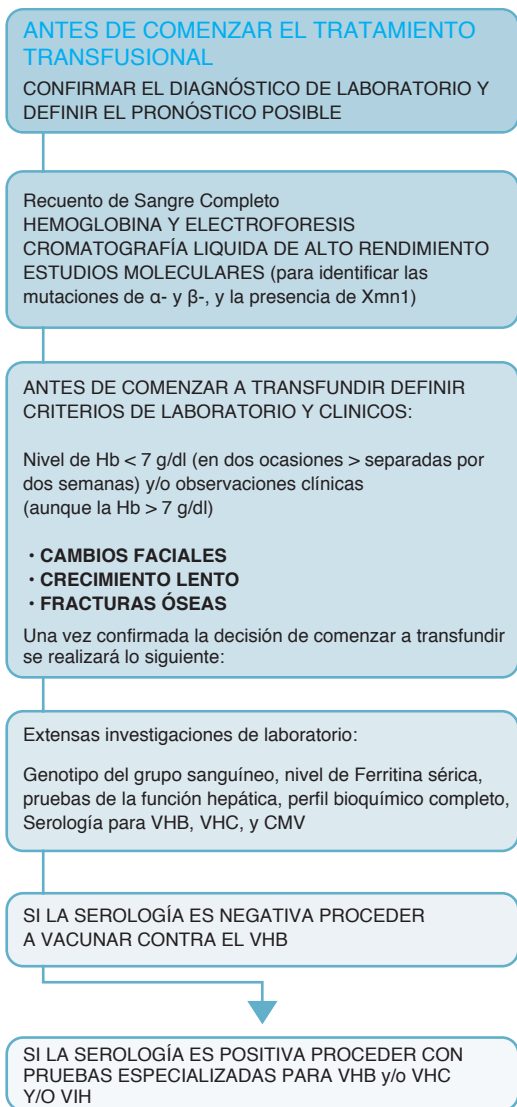 ANTES DE COMENZAR EL TRATAMIENTO
TRANSFUSIONAL
CONFIRMAR EL DIAGNÓSTICO DE LABORATORIO Y
DEFINIR EL PRONÓSTICO POSIBLE
Recuento de Sangre Completo
HEMOGLOBINA Y ELECTROFORESIS
CROMATOGRAFÍA LIQUIDA DE ALTO RENDIMIENTO
ESTUDIOS MOLECULARES (para identificar las
mutaciones de α- y β-, y la presencia de Xmn1)
ANTES DE COMENZAR A TRANSFUNDIR DEFINIR
CRITERIOS DE LABORATORIO Y CLINICOS:
Nivel de Hb < 7 g/dl (en dos ocasiones > separadas por
dos semanas) y/o observaciones clínicas
(aunque la Hb > 7 g/dl)
• CAMBIOS FACIALES
• CRECIMIENTO LENTO
• FRACTURAS ÓSEAS
Una vez confirmada la decisión de comenzar a transfundir
se realizará lo siguiente:
Extensas investigaciones de laboratorio:
Genotipo del grupo sanguíneo, nivel de Ferritina sérica,
pruebas de la función hepática, perfil bioquímico completo,
Serología para VHB, VHC, y CMV
SI LA SEROLOGÍA ES NEGATIVA PROCEDER
A VACUNAR CONTRA EL VHB
SI LA SEROLOGÍA ES POSITIVA PROCEDER CON
PRUEBAS ESPECIALIZADAS PARA VHB y/o VHC
Y/O VIH